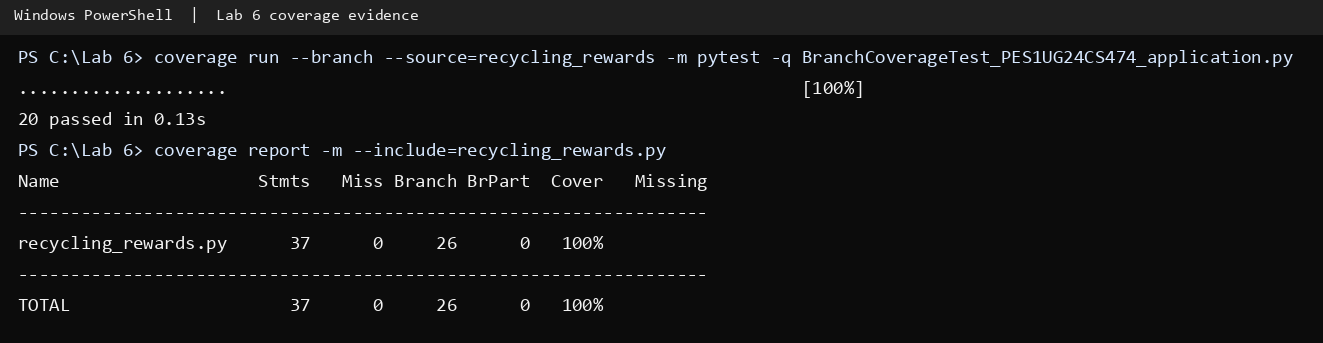 Windows PowerShell | Lab 6 coverage evidence
PS C:\Lab 6> coverage run --branch --source=recycling_rewards -m pytest -q BranchCoverageTest_PES1UG24CS474_application.py
.................... [100%]
20 passed in 0.13s
PS C:\Lab 6> coverage report -m --include=recycling_rewards.py
Name Stmts Miss Branch BrPart Cover Missing
-------------------------------------------------------------------
recycling_rewards.py 37 0 26 0 100%
-------------------------------------------------------------------
TOTAL 37 0 26 0 100%